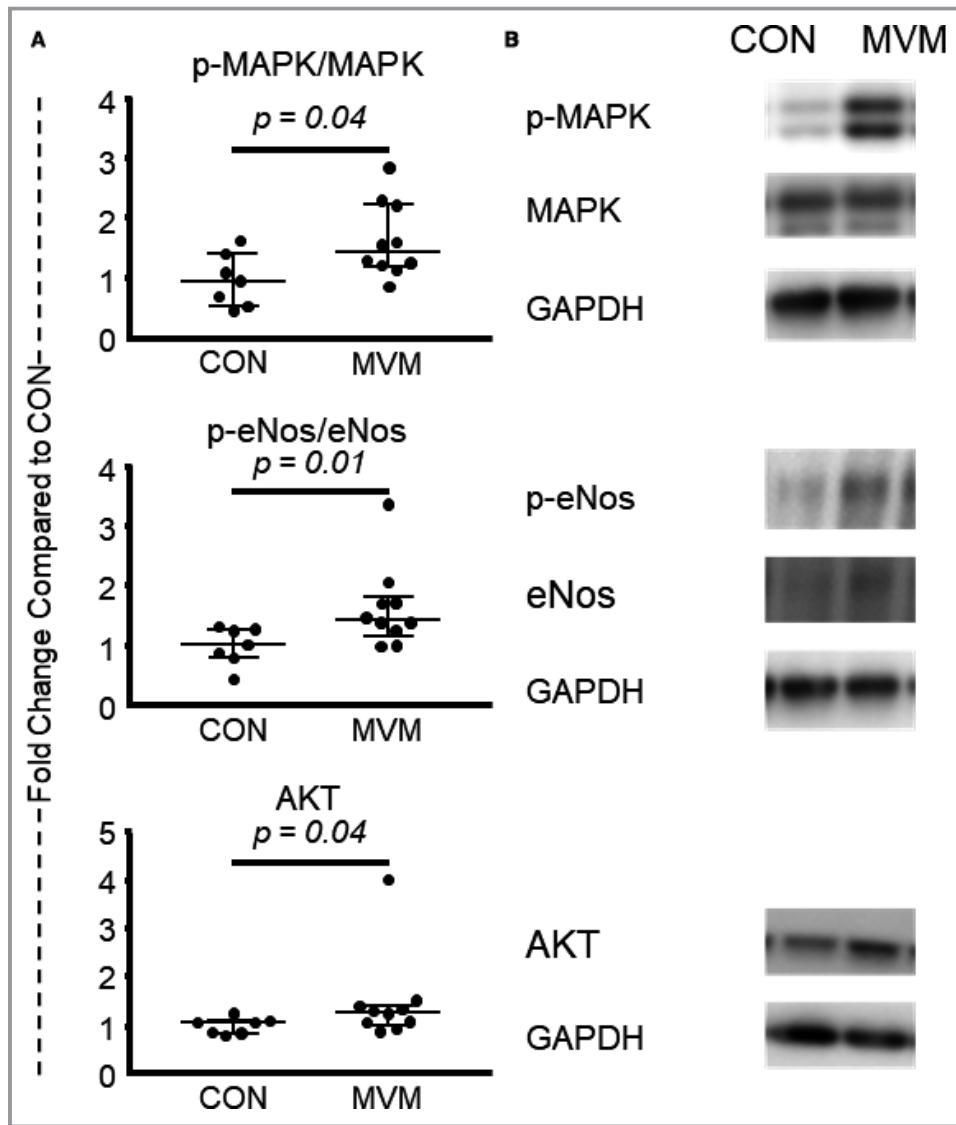 A
Fold Change Compared to CON
p-MAPK/MAPK
p = 0.04
4
3
2
1
0
CON MVM
p-eNos/eNos
p = 0.01
4
3
2
1
0
CON MVM
AKT
p = 0.04
5
4
3
2
1
0
CON MVM
B
CON MVM
p-MAPK
MAPK
GAPDH
p-eNos
eNos
GAPDH
AKT
GAPDH